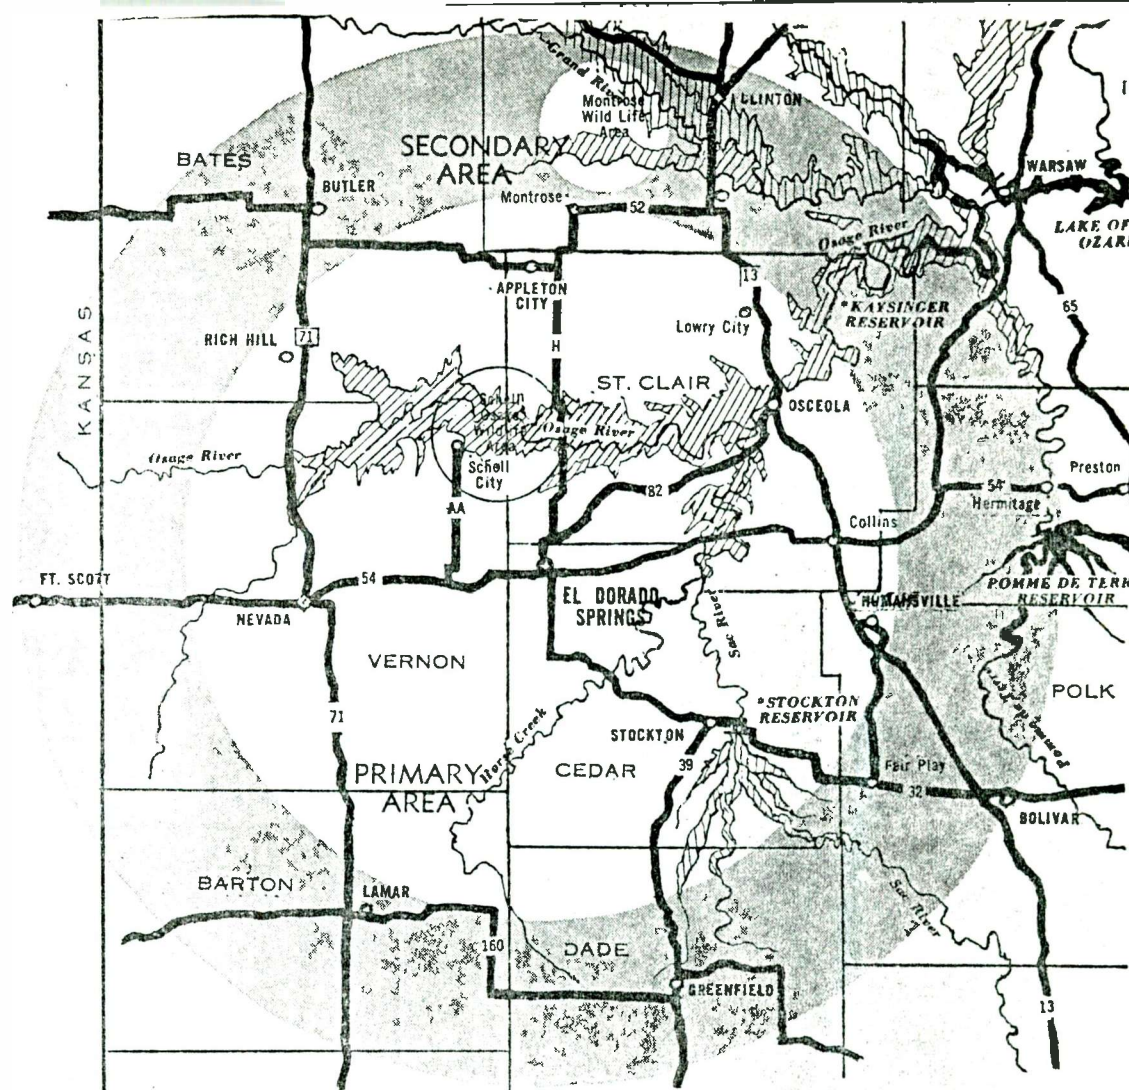 Grand River
CLINTON
Montrose
Wild Life
Area
SECONDARY
AREA
BATES
BUTLER
Montrose
52
WARSAW
LAKE OF
Osage River
13
APPLETON
CITY
*KAYSINGER
RESERVOIR
65
KANSAS
RICH HILL
71
Lowry City
H
ST. CLAIR
OSCEOLA
Osage River
Area
Osage River
Schell
City
82
Preston
54
Hermitage
AA
Collins
FT. SCOTT
54
NEVADA
EL DORADO
SPRINGS
Sac River
HUMANSVILLE
POMME DE TERR
RESERVOIR
VERNON
POLK
71
*STOCKTON
RESERVOIR
Horse Creek
STOCKTON
CEDAR
39
Fair Play
32
PRIMARY
AREA
BOLIVAR
BARTON
LAMAR
Sac River
160
DADE
GREENFIELD
13